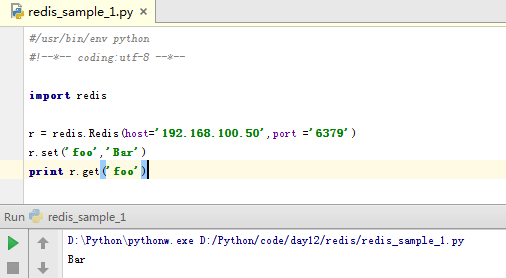 redis_sample_1.py ×
#/usr/bin/env python
#!--*-- coding:utf-8 --*--
import redis
r = redis.Redis(host='192.168.100.50',port ='6379')
r.set('foo','Bar')
print r.get('foo')
Run redis_sample_1
D:\Python\pythonw.exe D:/Python/code/day12/redis/redis_sample_1.py
Bar